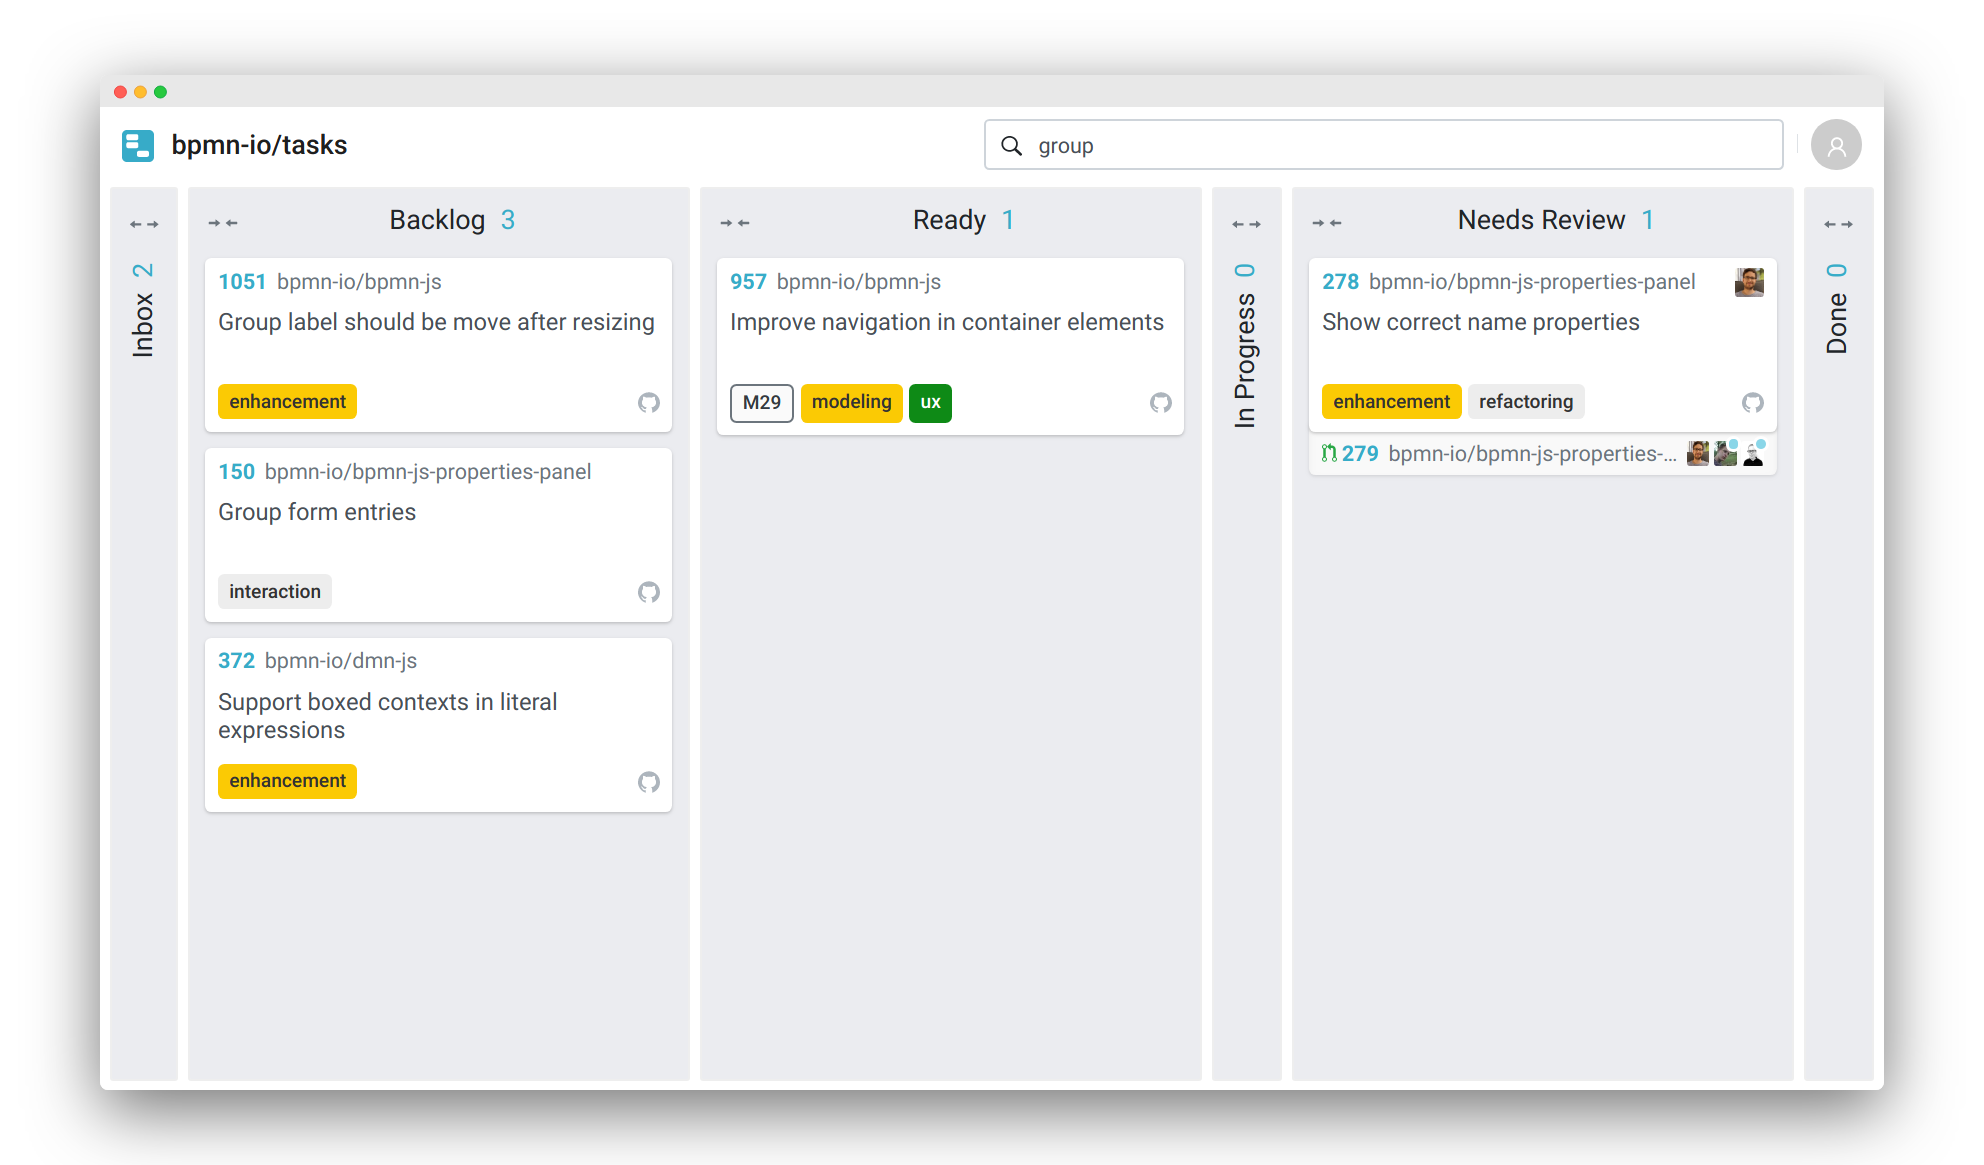 bpmn-io/tasks
group
Inbox 2
Backlog 3
1051 bpmn-io/bpmn-js
Group label should be move after resizing
enhancement
150 bpmn-io/bpmn-js-properties-panel
Group form entries
interaction
372 bpmn-io/dmn-js
Support boxed contexts in literal
expressions
enhancement
Ready 1
957 bpmn-io/bpmn-js
Improve navigation in container elements
M29 modeling ux
In Progress 0
Needs Review 1
278 bpmn-io/bpmn-js-properties-panel
Show correct name properties
enhancement refactoring
279 bpmn-io/bpmn-js-properties-...
Done 0